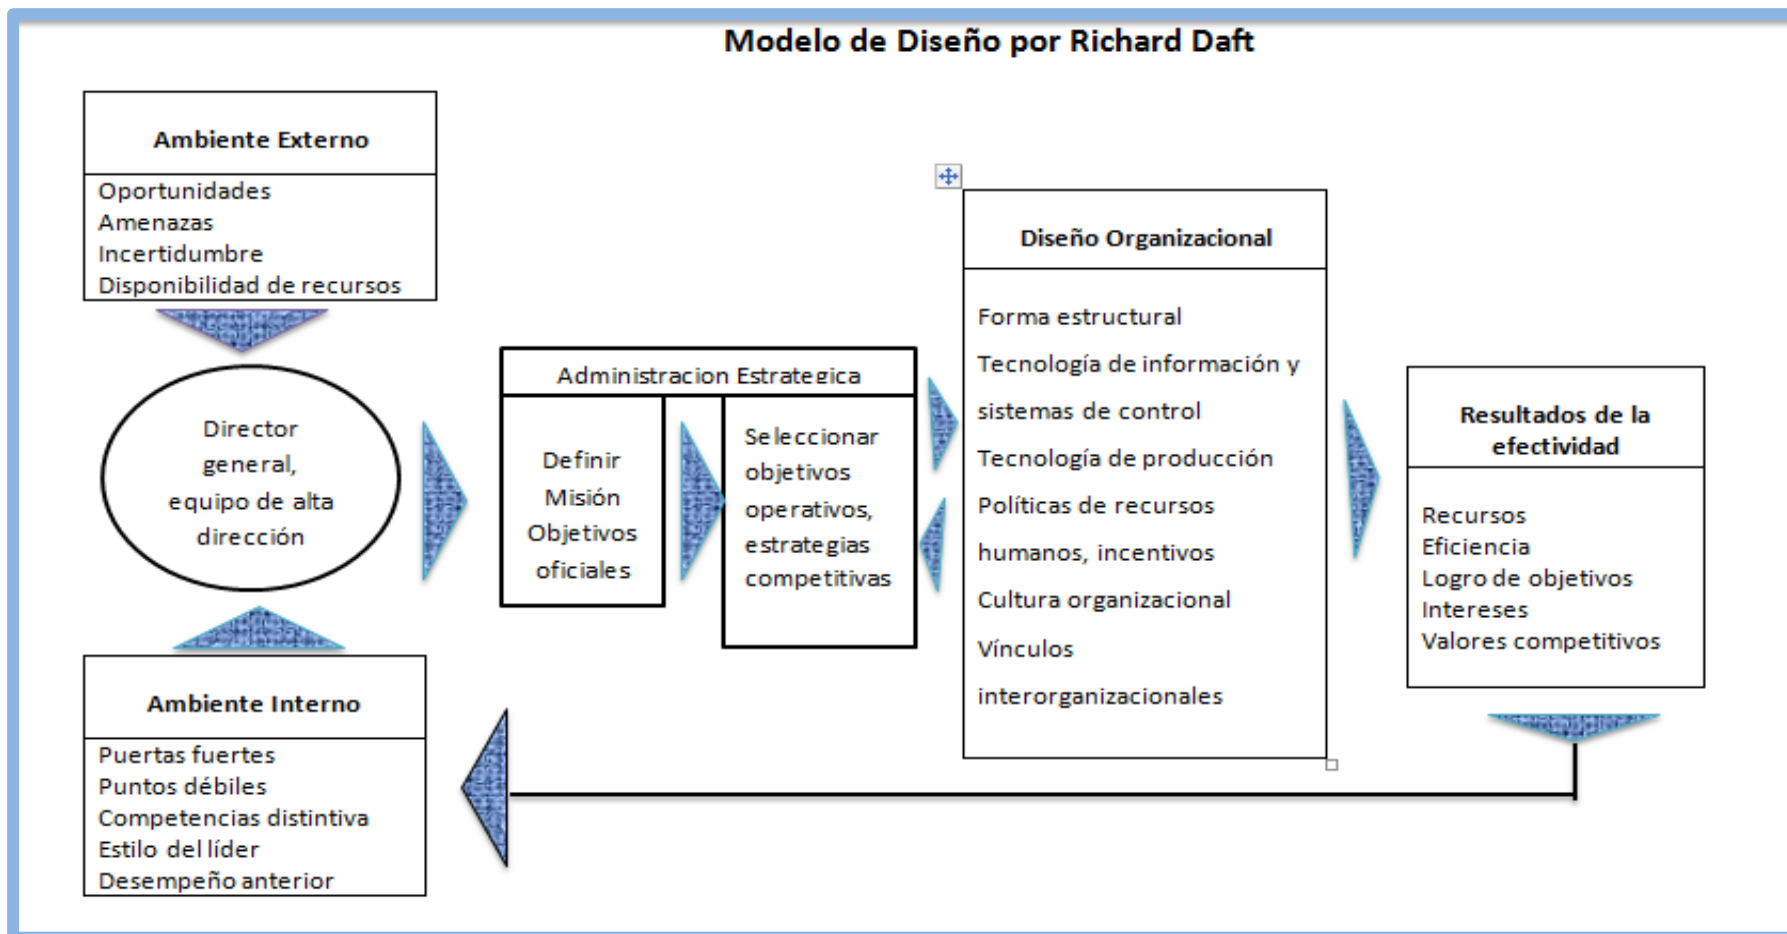 Modelo de Diseño por Richard Daft
Ambiente Externo
Oportunidades
Amenazas
Incertidumbre
Disponibilidad de recursos
Director
general,
equipo de alta
dirección
Ambiente Interno
Puertas fuertes
Puntos débiles
Competencias distintiva
Estilo del líder
Desempeño anterior
Administracion Estrategica
Definir
Misión
Objetivos
oficiales
Seleccionar
objetivos
operativos,
estrategias
competitivas
Diseño Organizacional
Forma estructural
Tecnología de información y
sistemas de control
Tecnología de producción
Políticas de recursos
humanos, incentivos
Cultura organizacional
Vínculos
interorganizacionales
Resultados de la
efectividad
Recursos
Eficiencia
Logro de objetivos
Intereses
Valores competitivos